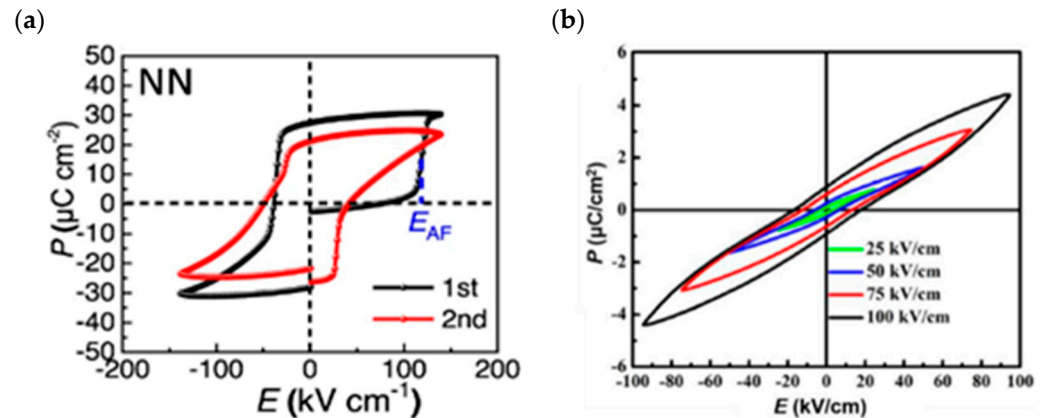 (a)
NN
50
40
30
20
10
0
-10
-20
-30
-40
-50
P (μC cm-2)
EAF
1st
2nd
-200 -100 0 100 200
E (kV cm-1)
(b)
6
4
2
0
-2
-4
-6
P (μC/cm2)
25 kV/cm
50 kV/cm
75 kV/cm
100 kV/cm
-100 -80 -60 -40 -20 0 20 40 60 80 100
E (kV/cm)